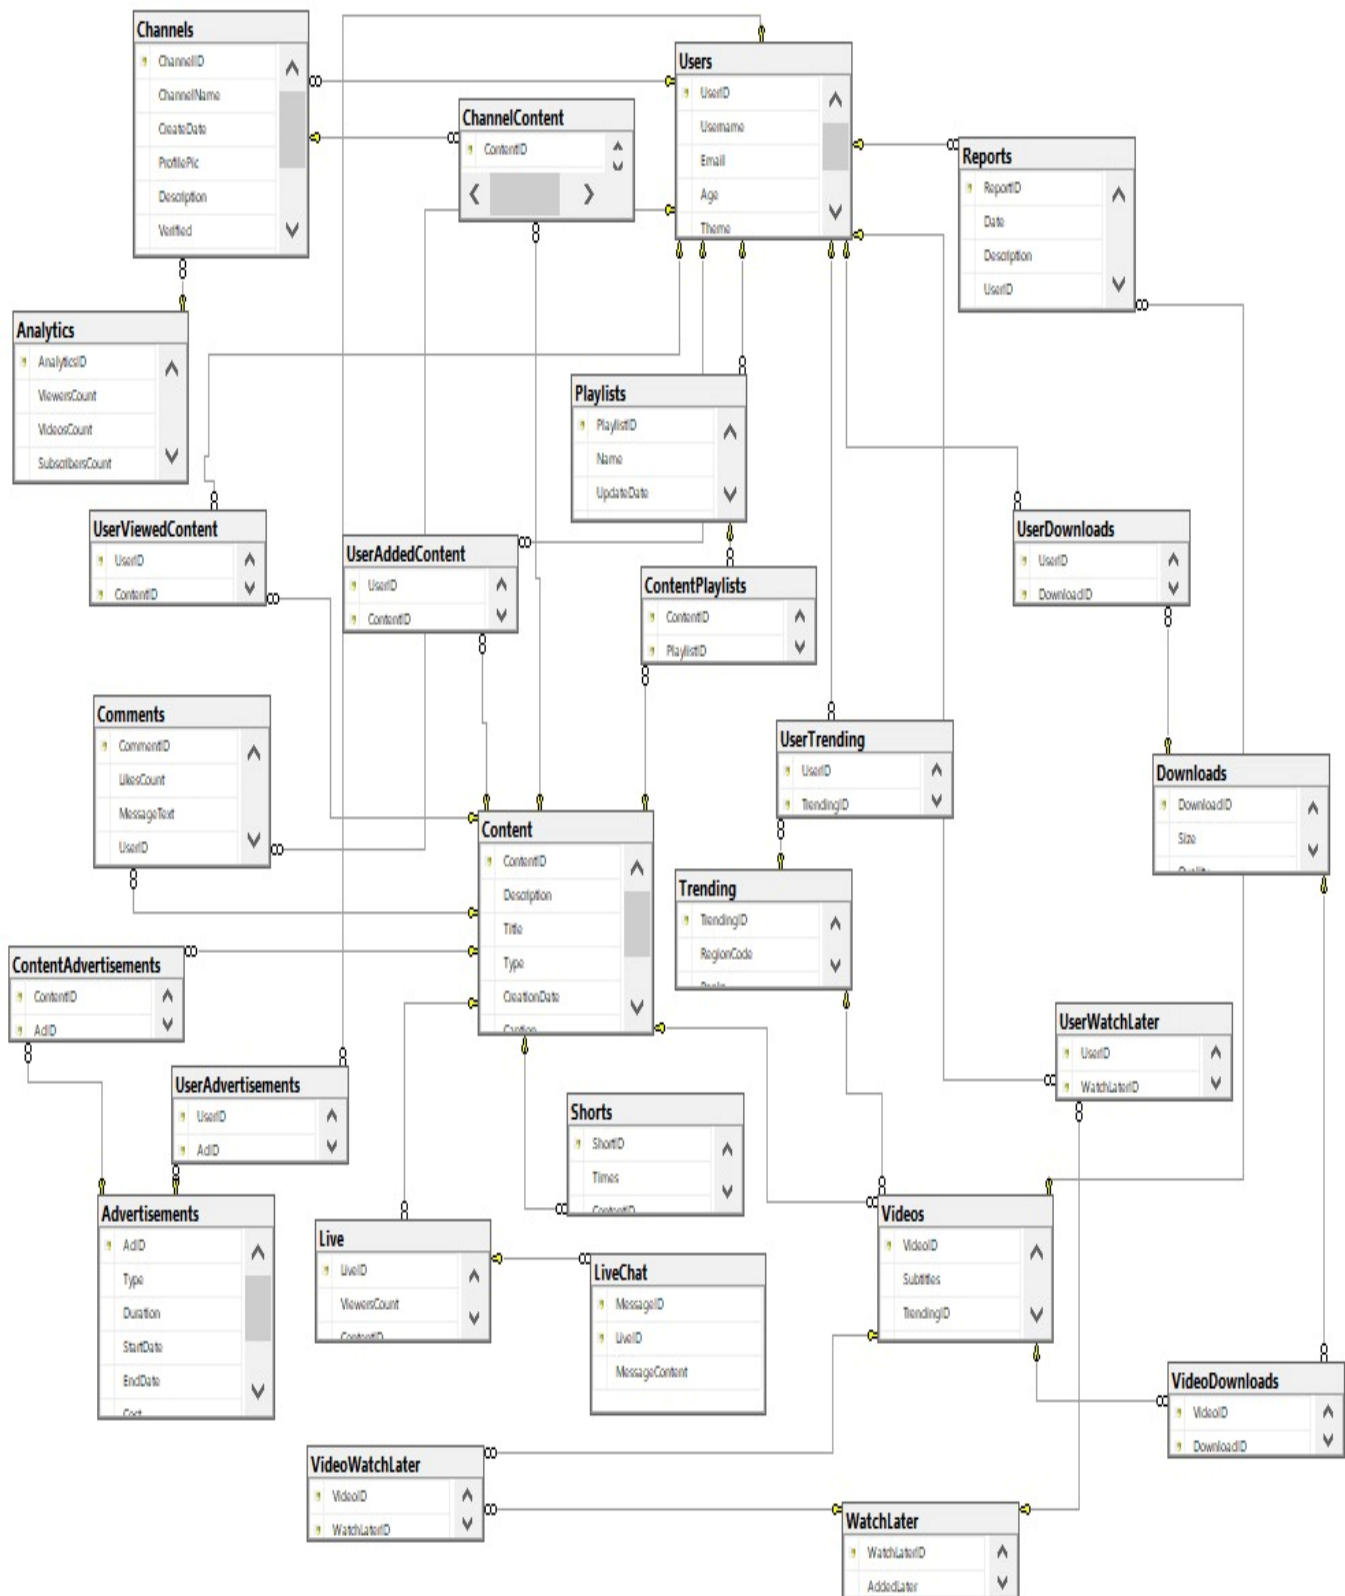 Channels
ChannelID
ChannelName
CreateDate
ProfilePic
Description
Verified
Users
UserID
Username
Email
Age
Theme
ChannelContent
ContentID
Reports
ReportID
Date
Description
UserID
Analytics
AnalyticsID
ViewersCount
VideosCount
SubscribersCount
Playlists
PlaylistID
Name
UpdateDate
UserViewedContent
UserID
ContentID
UserAddedContent
UserID
ContentID
ContentPlaylists
ContentID
PlaylistID
UserDownloads
UserID
DownloadID
Comments
CommentID
LikesCount
MessageText
UserID
UserTrending
UserID
TrendingID
Downloads
DownloadID
Size
Quality
Content
ContentID
Description
Title
Type
CreationDate
Caption
Trending
TrendingID
RegionCode
ContentAdvertisements
ContentID
AdID
UserWatchLater
UserID
WatchLaterID
UserAdvertisements
UserID
AdID
Shorts
ShortID
Times
ContentID
Advertisements
AdID
Type
Duration
StartDate
EndDate
Cost
Live
LiveID
ViewersCount
ContentID
LiveChat
MessageID
LiveID
MessageContent
Videos
VideoID
Subtitles
TrendingID
VideoDownloads
VideoID
DownloadID
VideoWatchLater
VideoID
WatchLaterID
WatchLater
WatchLaterID
AddedLater